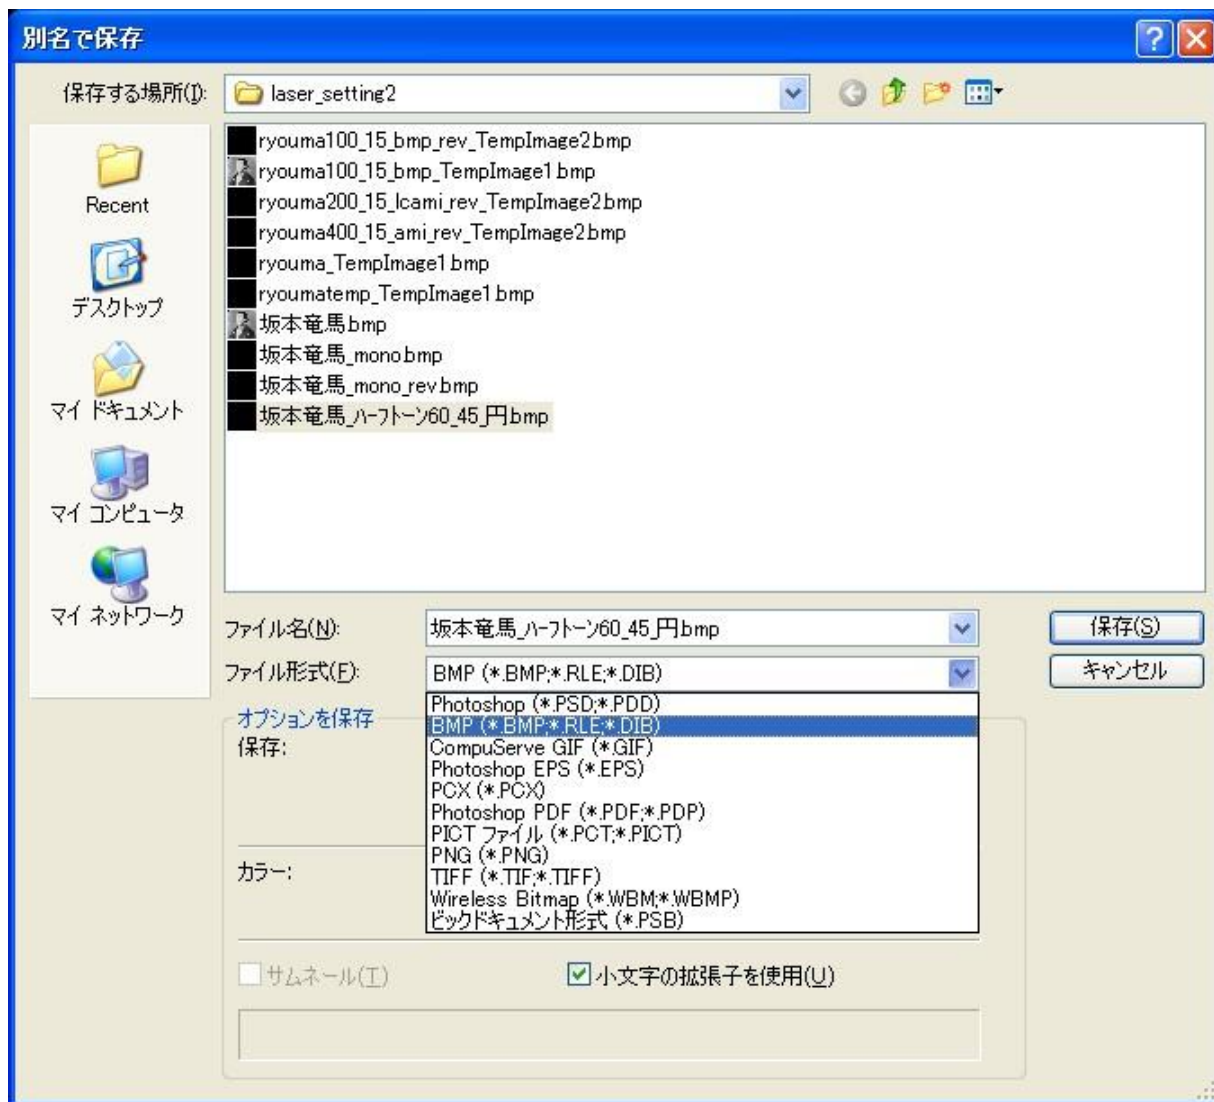 別名で保存
保存する場所(I):
laser_setting2
Recent
デスクトップ
マイ ドキュメント
マイ コンピュータ
マイ ネットワーク
ryouma100_15_bmp_rev_TempImage2.bmp
ryouma100_15_bmp_TempImage1.bmp
ryouma200_15_lcami_rev_TempImage2.bmp
ryouma400_15_ami_rev_TempImage2.bmp
ryouma_TempImage1.bmp
ryoumatemp_TempImage1.bmp
坂本竜馬.bmp
坂本竜馬_mono.bmp
坂本竜馬_mono_rev.bmp
坂本竜馬_ハーフトーン60_45_円.bmp
ファイル名(N):
坂本竜馬_ハーフトーン60_45_円.bmp
保存(S)
ファイル形式(F):
BMP (*.BMP;*.RLE;*.DIB)
キャンセル
Photoshop (*.PSD;*.PDD)
BMP (*.BMP;*.RLE;*.DIB)
CompuServe GIF (*.GIF)
Photoshop EPS (*.EPS)
PCX (*.PCX)
Photoshop PDF (*.PDF;*.PDP)
PICT ファイル (*.PCT;*.PICT)
PNG (*.PNG)
TIFF (*.TIF;*.TIFF)
Wireless Bitmap (*.WBM;*.WBMP)
ビックドキュメント形式 (*.PSB)
オプションを保存
保存:
カラー:
サムネール(T)
小文字の拡張子を使用(U)